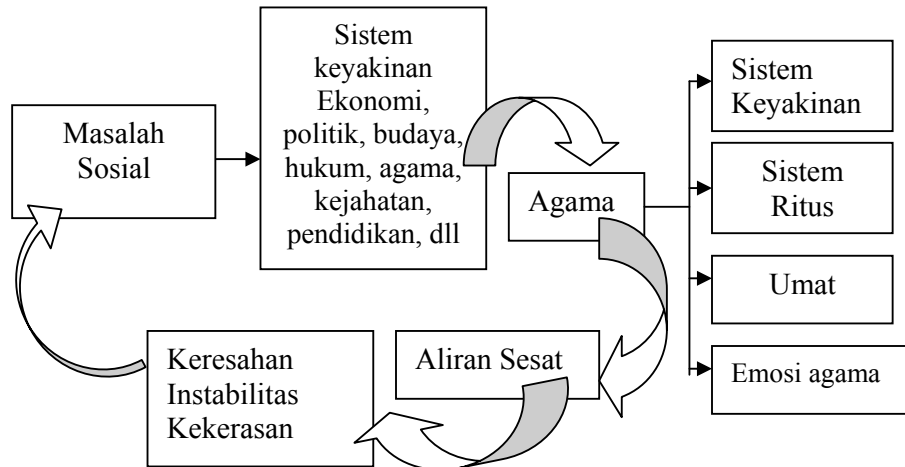 Masalah
Sosial
Sistem
keyakinan
Ekonomi,
politik, budaya,
hukum, agama,
kejahatan,
pendidikan, dll
Agama
Sistem
Keyakinan
Sistem
Ritus
Umat
Emosi agama
Aliran Sesat
Keresahan
Instabilitas
Kekerasan